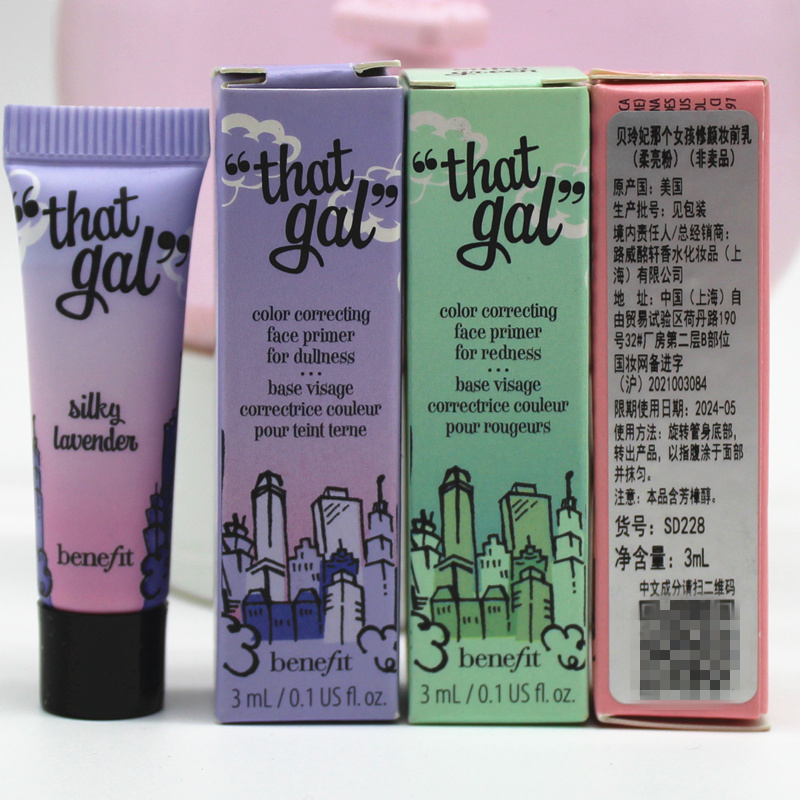 “that
gal”
silky
lavender
benefit
“that
gal”
color correcting
face primer
for dullness
...
base visage
correctrice couleur
pour teint terne
benefit
3 mL / 0.1 US fl. oz.
“that
gal”
color correcting
face primer
for redness
...
base visage
correctrice couleur
pour rougeurs
benefit
3 mL / 0.1 US fl. oz.
贝玲妃那个女孩修颜妆前乳
（柔亮粉）（非卖品）
原产国：美国
生产批号：见包装
境内责任人/总经销商：
路威酩轩香水化妆品（上
海）有限公司
地 址：中国（上海）自
由贸易试验区荷丹路190
号32#厂房第二层B部位
国妆网备进字
（沪）2021003084
限期使用日期：2024-05
使用方法：旋转管身底部，
转出产品，以指腹涂于面部
并抹匀。
注意：本品含芳樟醇。
货号：SD228
净含量：3mL
中文成分请扫二维码